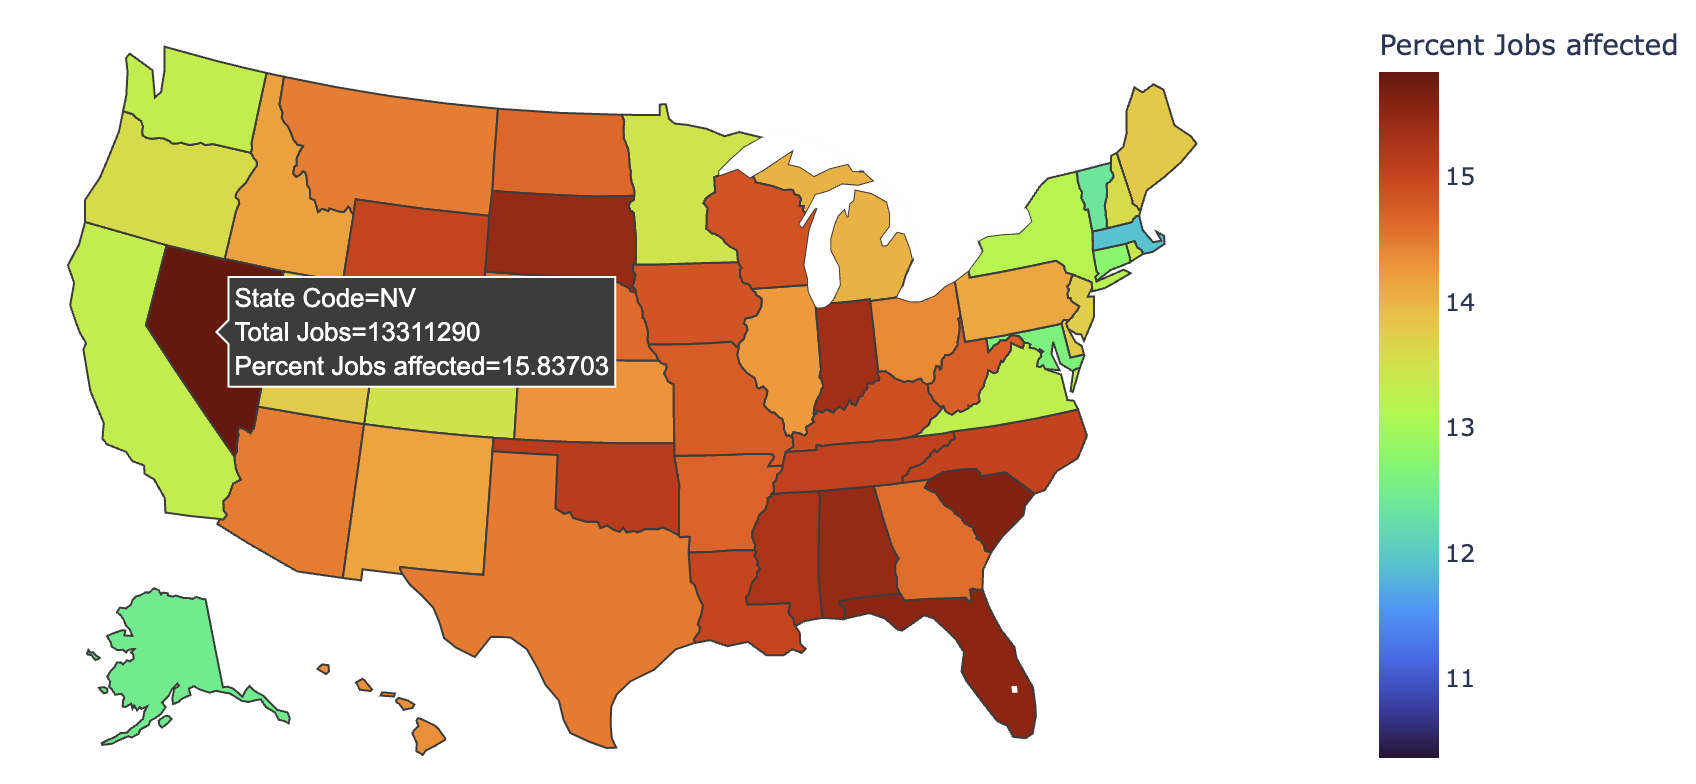 Percent Jobs affected
15
14
13
12
11
State Code=NV
Total Jobs=13311290
Percent Jobs affected=15.83703